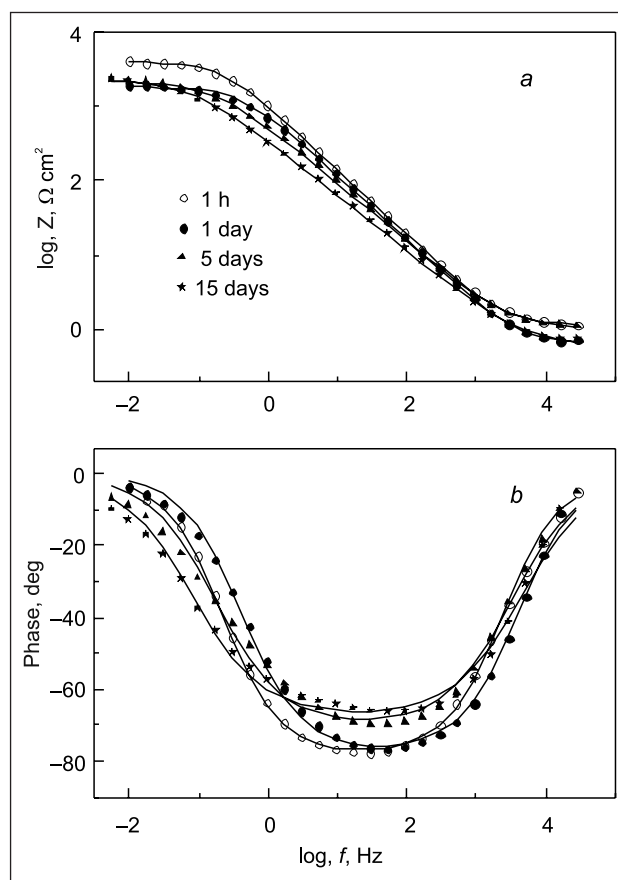 4
a
2
log, Z, Ω cm²
1 h
1 day
5 days
15 days
0
–2
0
2
4
0
b
–20
Phase, deg
–40
–60
–80
–2
0
2
4
log, f, Hz